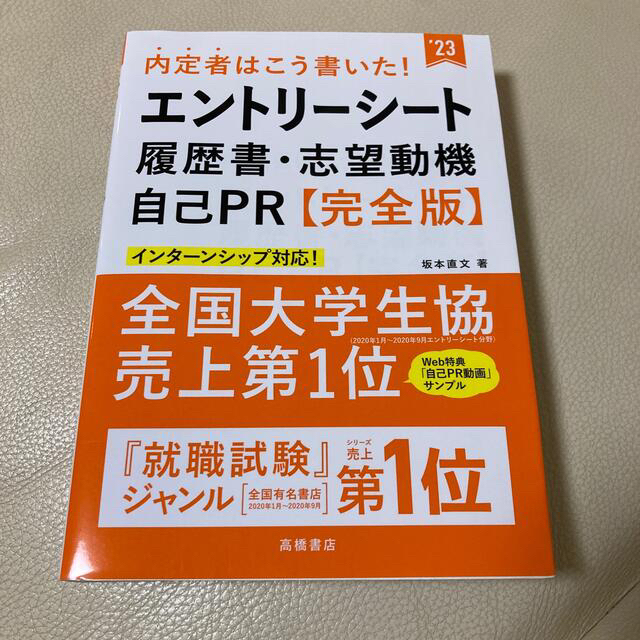 '23
内定者はこう書いた!
エントリーシート
履歴書・志望動機
自己PR【完全版】
インターンシップ対応!
坂本直文 著
全国大学生協
(2020年1月〜2020年9月エントリーシート分野)
売上第1位
Web特典
「自己PR動画」
サンプル
『就職試験』
ジャンル
[全国有名書店
2020年1月〜2020年9月]
シリーズ
売上
第1位
高橋書店